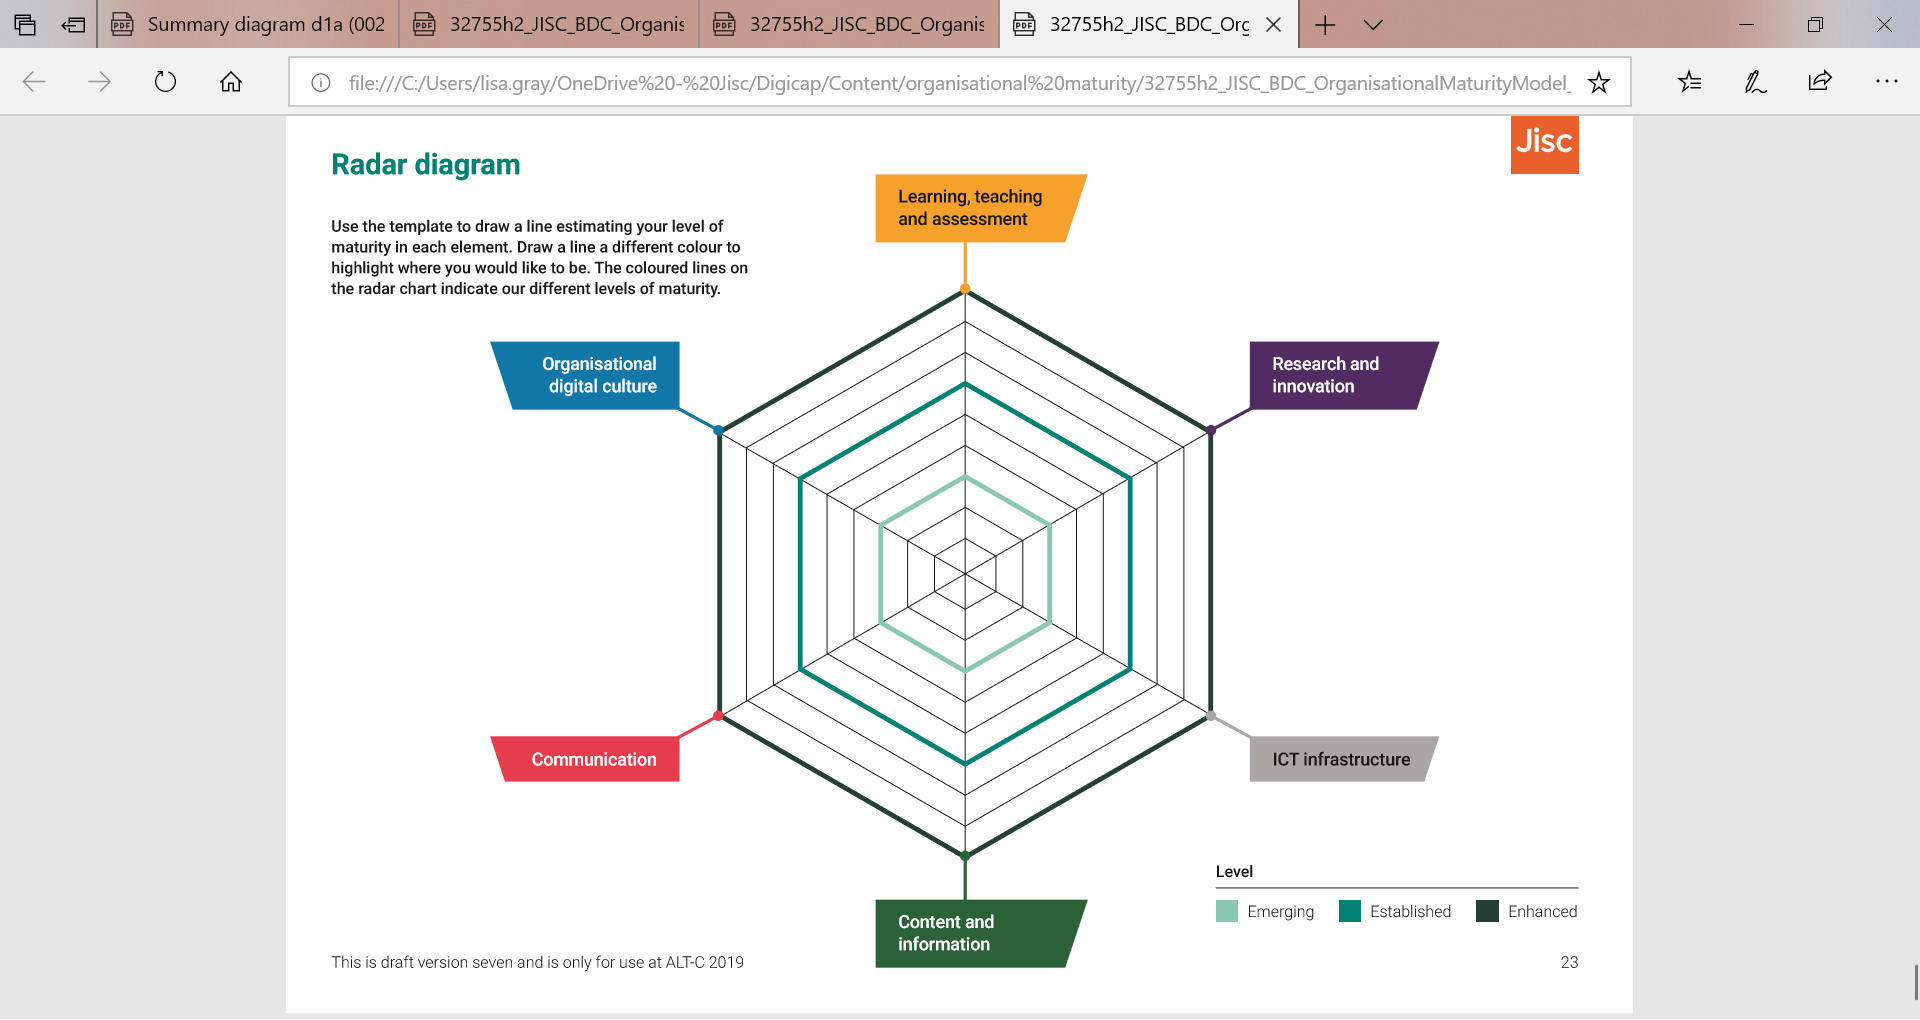 Summary diagram d1a (002
32755h2_JISC_BDC_Organis
32755h2_JISC_BDC_Organis
32755h2_JISC_BDC_Org
file:///C:/Users/lisa.gray/OneDrive%20-%20Jisc/Digicap/Content/organisational%20maturity/32755h2_JISC_BDC_OrganisationalMaturityModel_
Jisc
Radar diagram
Use the template to draw a line estimating your level of
maturity in each element. Draw a line a different colour to
highlight where you would like to be. The coloured lines on
the radar chart indicate our different levels of maturity.
Learning, teaching
and assessment
Organisational
digital culture
Research and
innovation
Communication
ICT infrastructure
Content and
information
Level
Emerging
Established
Enhanced
This is draft version seven and is only for use at ALT-C 2019
23